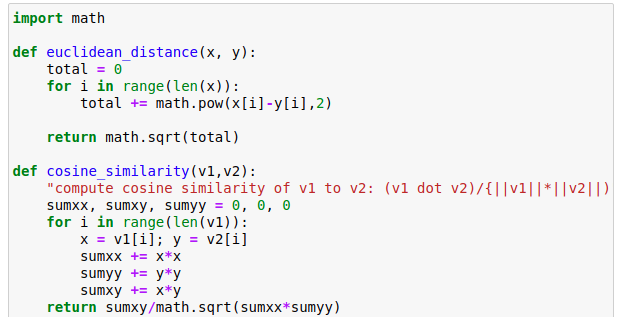 import math
def euclidean_distance(x, y):
    total = 0
    for i in range(len(x)):
        total += math.pow(x[i]-y[i],2)
    return math.sqrt(total)
def cosine_similarity(v1,v2):
    "compute cosine similarity of v1 to v2: (v1 dot v2)/{||v1||*||v2||)
    sumxx, sumxy, sumyy = 0, 0, 0
    for i in range(len(v1)):
        x = v1[i]; y = v2[i]
        sumxx += x*x
        sumyy += y*y
        sumxy += x*y
    return sumxy/math.sqrt(sumxx*sumyy)